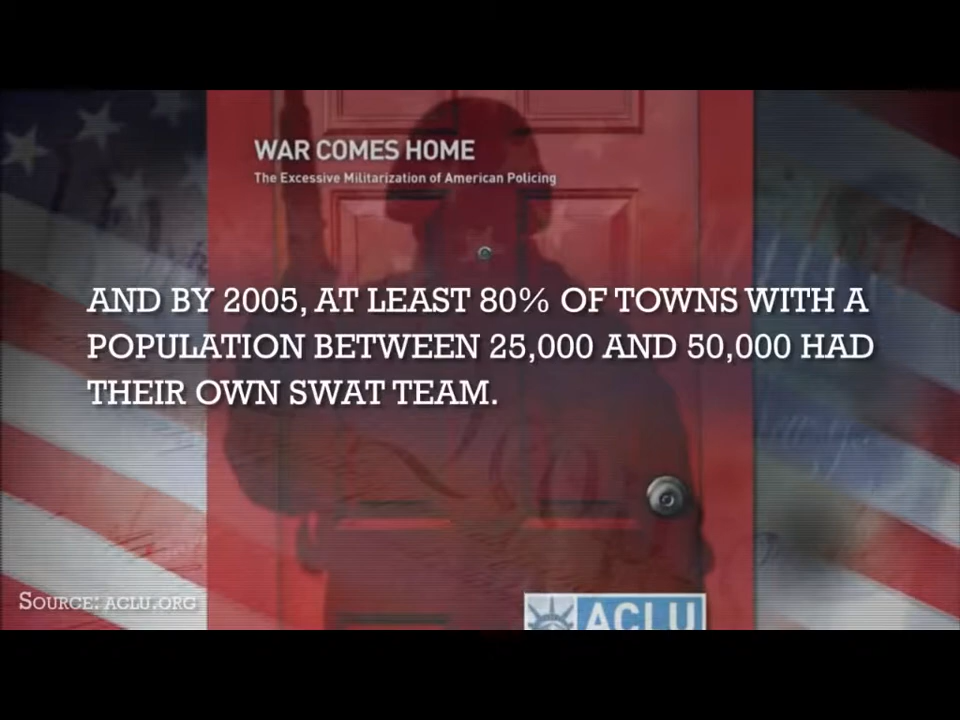 WAR COMES HOME
The Excessive Militarization of American Policing
AND BY 2005, AT LEAST 80% OF TOWNS WITH A
POPULATION BETWEEN 25,000 AND 50,000 HAD
THEIR OWN SWAT TEAM.
SOURCE: ACLU.ORG
ACLU